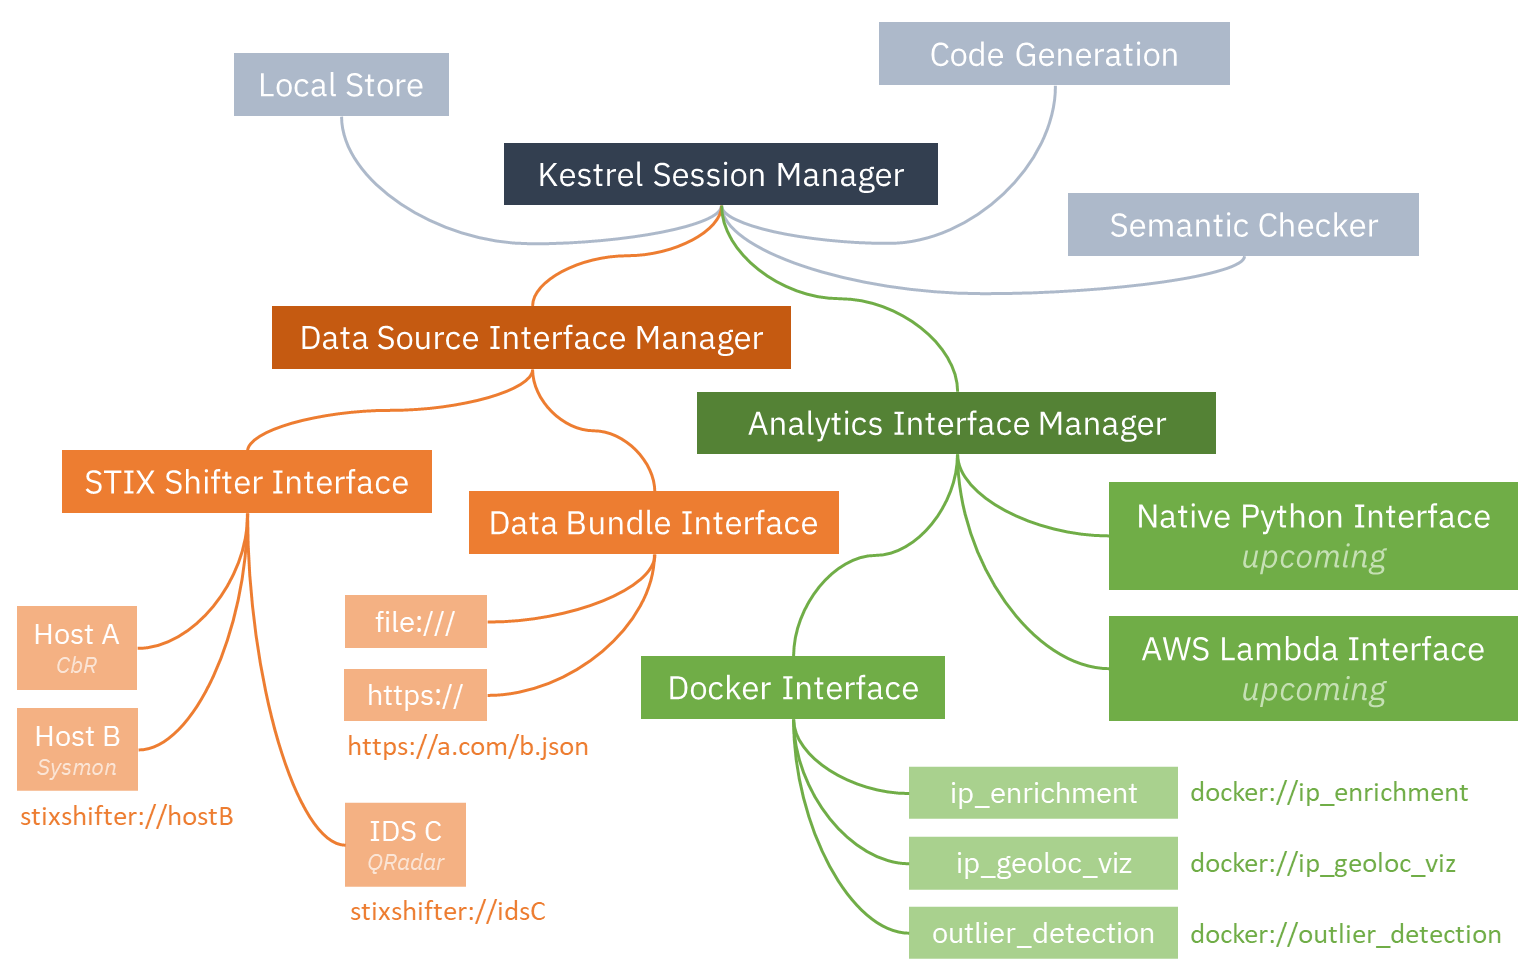 Code Generation
Local Store
Kestrel Session Manager
Semantic Checker
Data Source Interface Manager
Analytics Interface Manager
STIX Shifter Interface
Data Bundle Interface
Native Python Interface
upcoming
Host A
CbR
Host B
Sysmon
stixshifter://hostB
file:///
https://
https://a.com/b.json
IDS C
QRadar
stixshifter://idsC
AWS Lambda Interface
upcoming
Docker Interface
ip_enrichment
docker://ip_enrichment
ip_geoloc_viz
docker://ip_geoloc_viz
outlier_detection
docker://outlier_detection